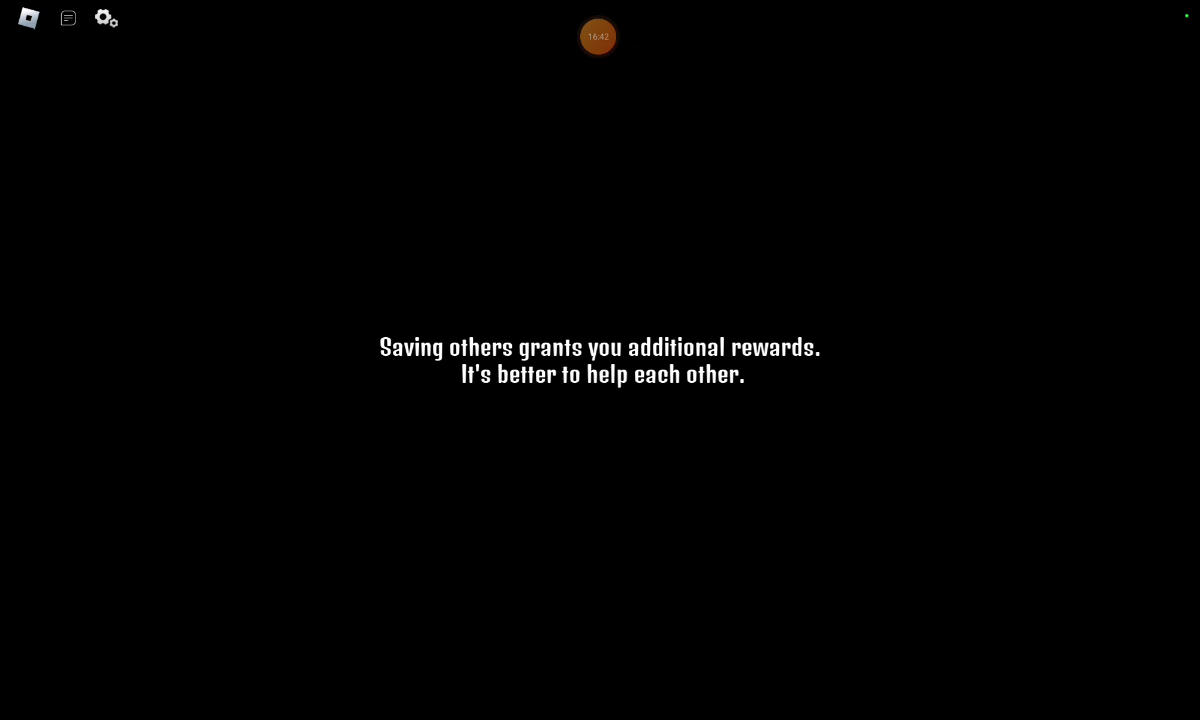 16:42
Saving others grants you additional rewards.
It's better to help each other.